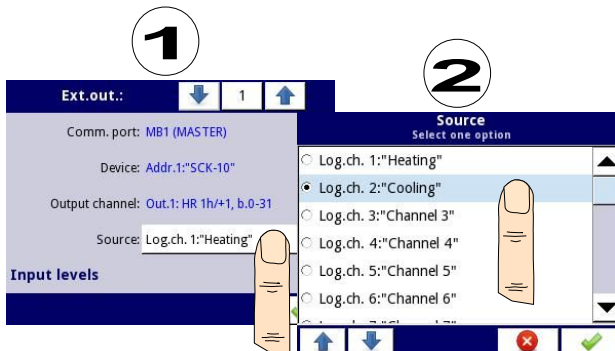 1
Ext.out.:
1
Comm. port: MB1 (MASTER)
Device: Addr.1:"SCK-10"
Output channel: Out.1: HR 1h/+1, b.0-31
Source: Log.ch. 1:"Heating"
Input levels
2
Source
Select one option
Log.ch. 1:"Heating"
Log.ch. 2:"Cooling"
Log.ch. 3:"Channel 3"
Log.ch. 4:"Channel 4"
Log.ch. 5:"Channel 5"
Log.ch. 6:"Channel 6"